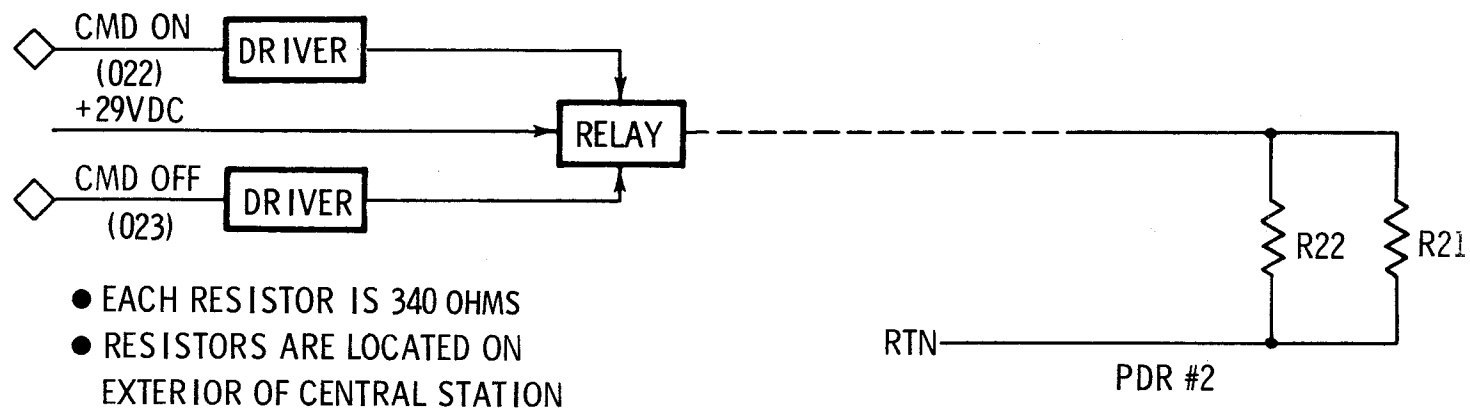 CMD ON
DRIVER
(022)
+29VDC
RELAY
CMD OFF
DRIVER
(023)
R22
R21
● EACH RESISTOR IS 340 OHMS
● RESISTORS ARE LOCATED ON
EXTERIOR OF CENTRAL STATION
RTN
PDR #2